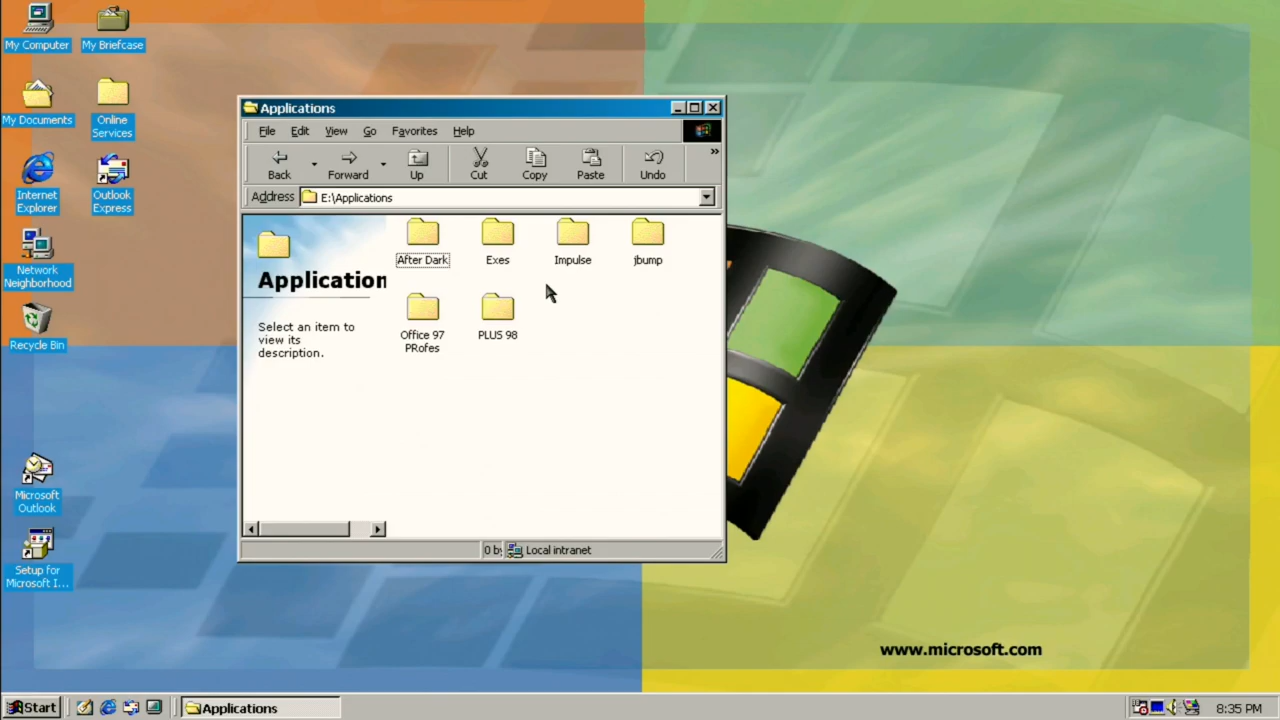 My Computer
My Briefcase
My Documents
Online
Services
Internet
Explorer
Outlook
Express
Network
Neighborhood
Recycle Bin
Microsoft
Outlook
Setup for
Microsoft I...
Applications
File Edit View Go Favorites Help
Back Forward Up Cut Copy Paste Undo »
Address E:\Applications
Application
Select an item to
view its
description.
After Dark Exes Impulse jbump
Office 97
PRofes
PLUS 98
0 by Local intranet
www.microsoft.com
Start Applications 8:35 PM